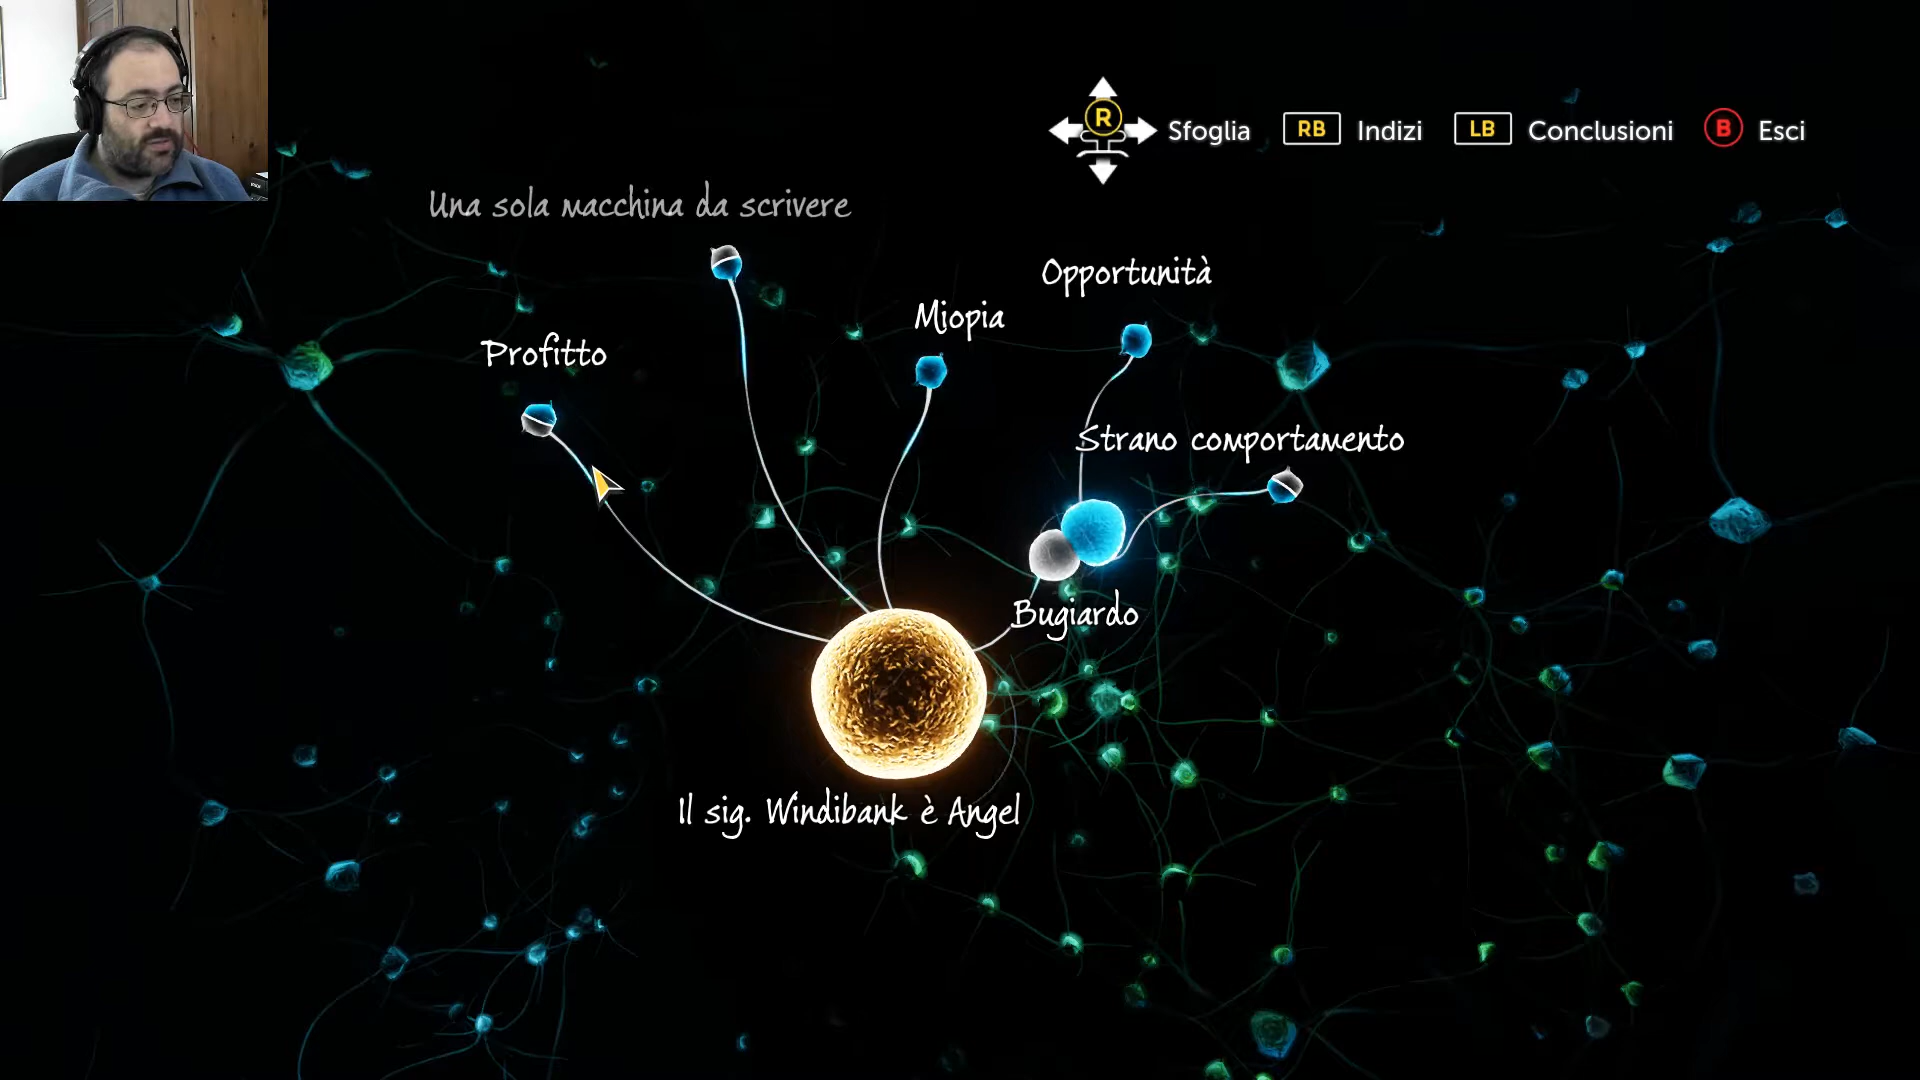 R Sfoglia RB Indizi LB Conclusioni B Esci
Una sola macchina da scrivere
Opportunità
Miopia
Profitto
Strano comportamento
Bugiardo
Il sig. Windibank è Angel